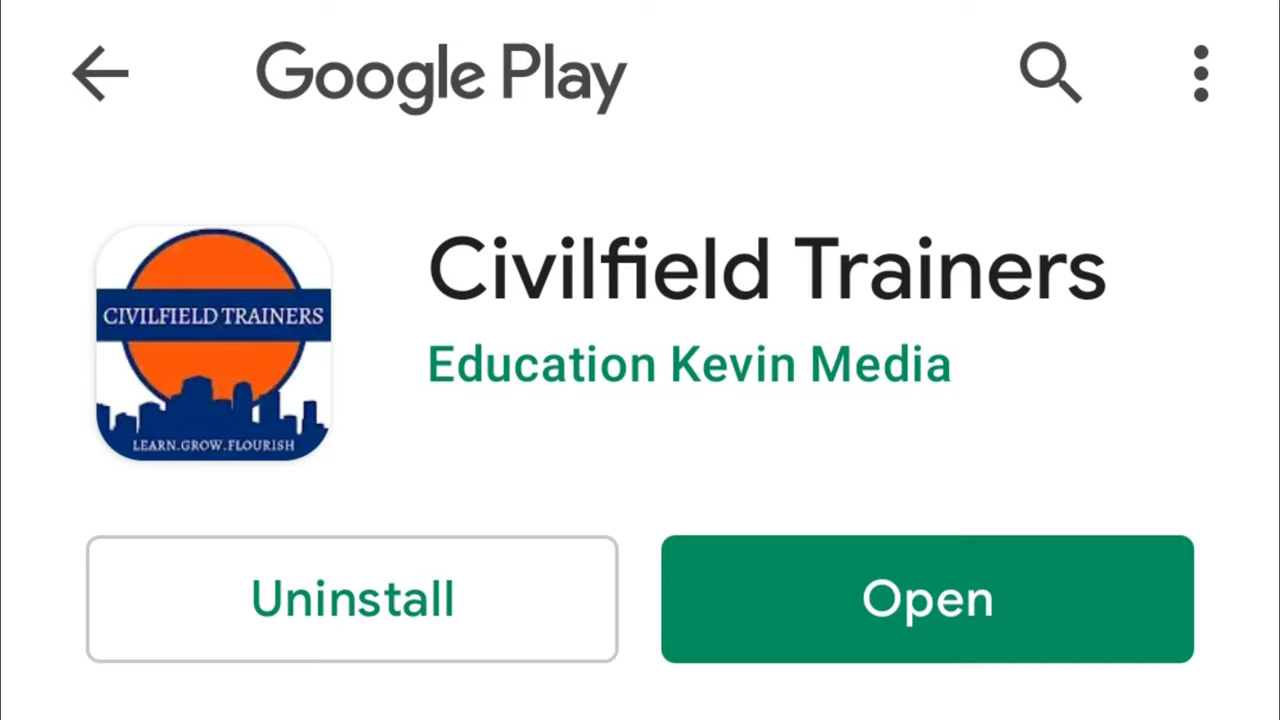 Google Play
CIVILFIELD TRAINERS
LEARN.GROW.FLOURISH
Civilfield Trainers
Education Kevin Media
Uninstall
Open